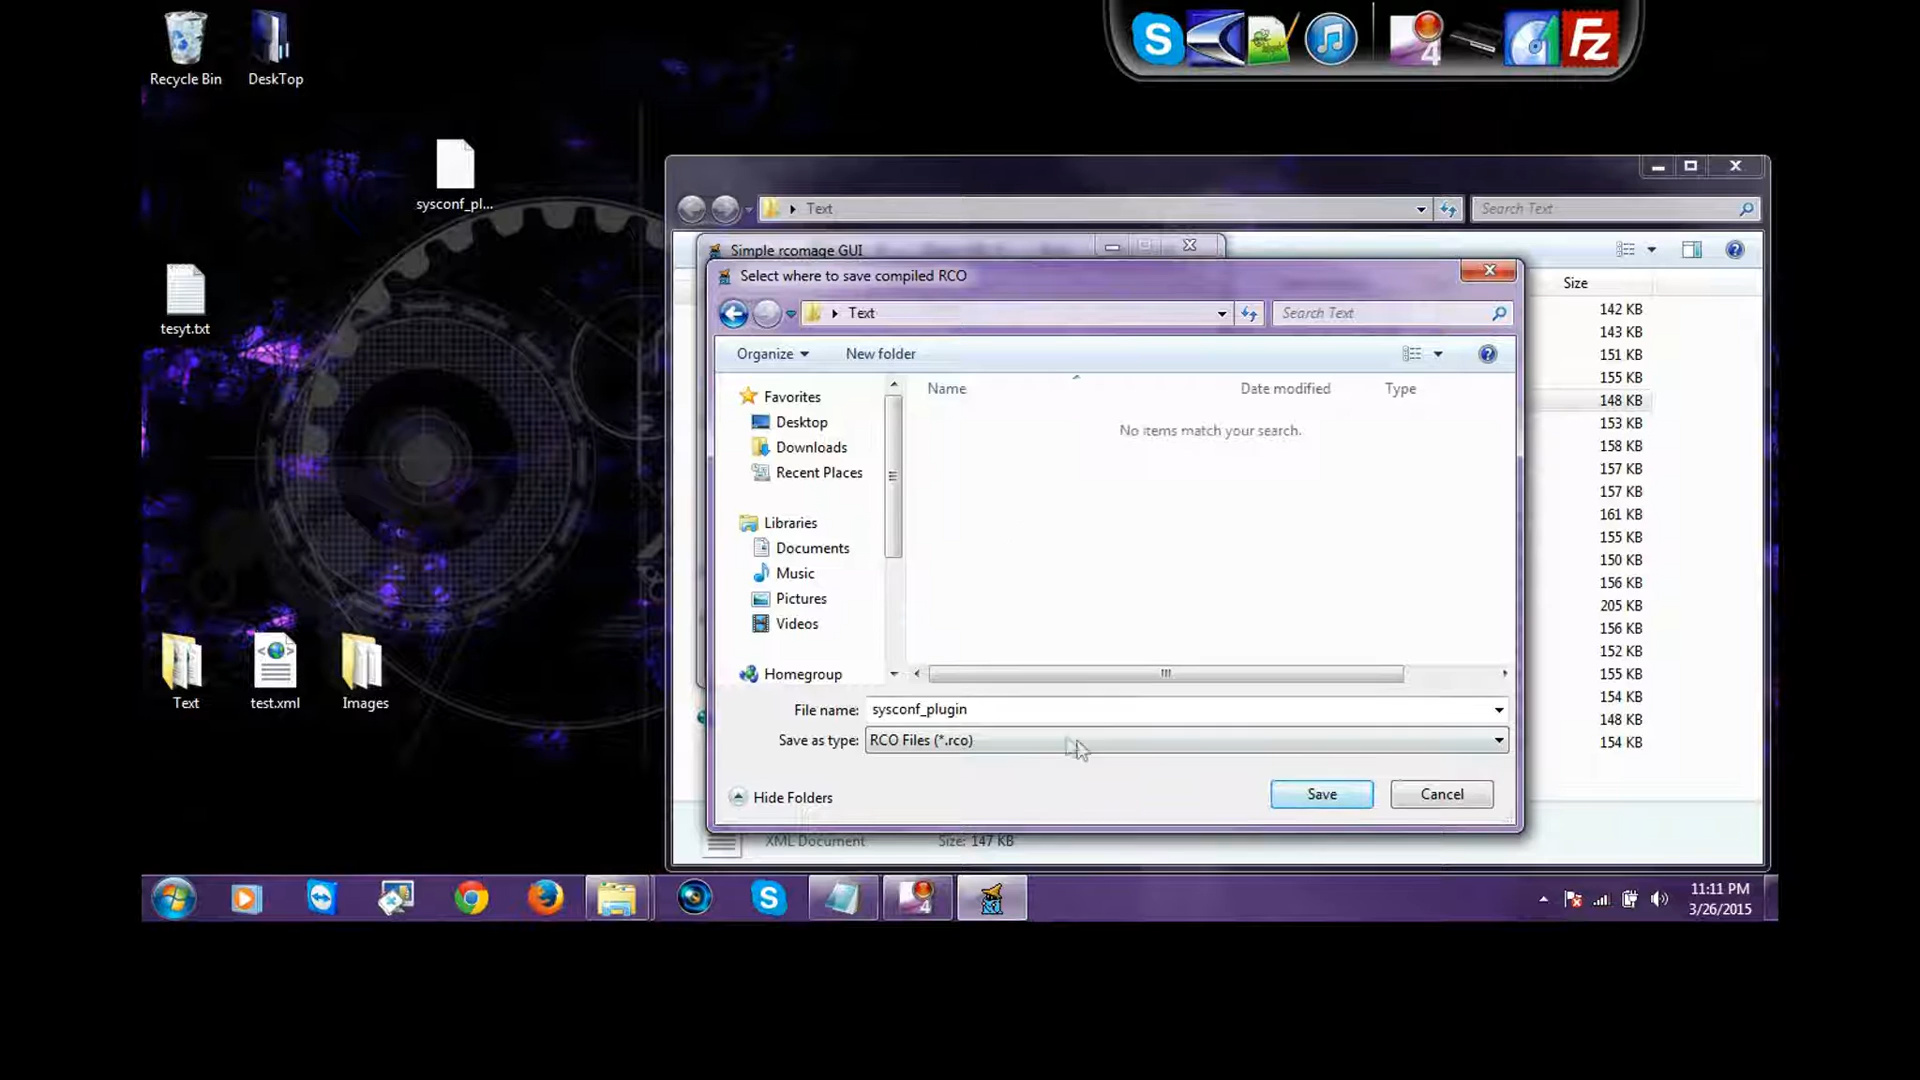 Recycle Bin
DeskTop
sysconf_pl...
tesyt.txt
Text
test.xml
Images
S
4
Fz
Text
Search Text
Simple rcomage GUI
Select where to save compiled RCO
Text
Search Text
Organize
New folder
Name
Date modified
Type
No items match your search.
Favorites
Desktop
Downloads
Recent Places
Libraries
Documents
Music
Pictures
Videos
Homegroup
File name: sysconf_plugin
Save as type: RCO Files (*.rco)
Hide Folders
Save
Cancel
Size
142 KB
143 KB
151 KB
155 KB
148 KB
153 KB
158 KB
157 KB
157 KB
161 KB
155 KB
150 KB
156 KB
205 KB
156 KB
152 KB
155 KB
154 KB
148 KB
154 KB
XML Document
Size: 147 KB
S
4
11:11 PM
3/26/2015